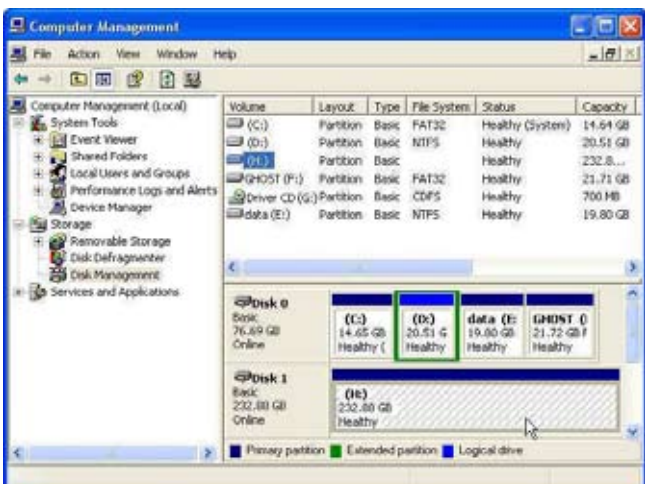 Computer Management
File Action View Window Help
Computer Management (Local)
System Tools
Event Viewer
Shared Folders
Local Users and Groups
Performance Logs and Alerts
Device Manager
Storage
Removable Storage
Disk Defragmenter
Disk Management
Services and Applications
Volume Layout Type File System Status Capacity
(C:) Partition Basic FAT32 Healthy (System) 14.64 GB
(D:) Partition Basic NTFS Healthy 20.51 GB
(H:) Partition Basic Healthy 232.8...
GHOST (F:) Partition Basic FAT32 Healthy 21.71 GB
Driver CD (G:) Partition Basic CDFS Healthy 700 MB
data (E:) Partition Basic NTFS Healthy 19.80 GB
Disk 0
Basic
76.69 GB
Online
(C:)
14.65 GB
Healthy (
(D:)
20.51 G
Healthy
data (E:
19.80 GB
Healthy
GHOST (
21.72 GB F
Healthy
Disk 1
Basic
232.88 GB
Online
(H:)
232.88 GB
Healthy
Primary partition Extended partition Logical drive